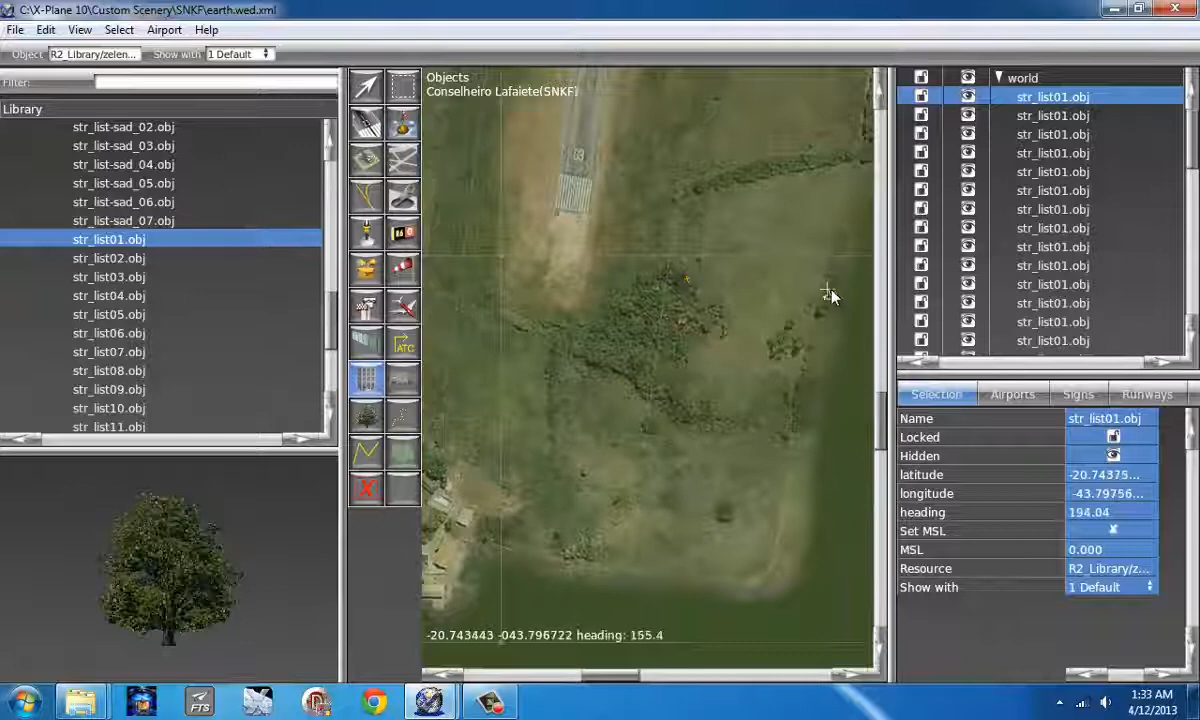 C:\X-Plane 10\Custom Scenery\SNKF\earth.wed.xml
File Edit View Select Airport Help
Object: R2_Library/zelen... Show with 1 Default
Filter:
Library
str_list-sad_02.obj
str_list-sad_03.obj
str_list-sad_04.obj
str_list-sad_05.obj
str_list-sad_06.obj
str_list-sad_07.obj
str_list01.obj
str_list02.obj
str_list03.obj
str_list04.obj
str_list05.obj
str_list06.obj
str_list07.obj
str_list08.obj
str_list09.obj
str_list10.obj
str_list11.obj
ATC
Objects
Conselheiro Lafaiete(SNKF)
03
-20.743443 -043.796722 heading: 155.4
world
str_list01.obj
str_list01.obj
str_list01.obj
str_list01.obj
str_list01.obj
str_list01.obj
str_list01.obj
str_list01.obj
str_list01.obj
str_list01.obj
str_list01.obj
str_list01.obj
str_list01.obj
str_list01.obj
Selection Airports Signs Runways
Name str_list01.obj
Locked
Hidden
latitude -20.74375...
longitude -43.79756...
heading 194.04
Set MSL
MSL 0.000
Resource R2_Library/z...
Show with 1 Default
FTS
1:33 AM
4/12/2013